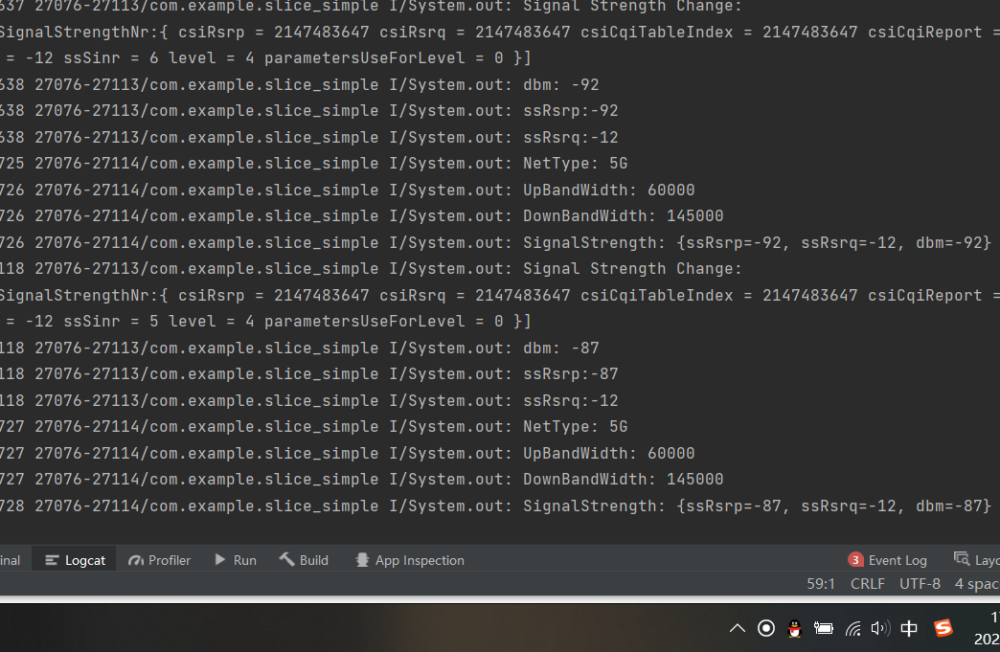 637 27076-27113/com.example.slice_simple I/System.out: Signal Strength Change:
SignalStrengthNr:{ csiRsrp = 2147483647 csiRsrq = 2147483647 csiCqiTableIndex = 2147483647 csiCqiReport =
= -12 ssSinr = 6 level = 4 parametersUseForLevel = 0 }]
638 27076-27113/com.example.slice_simple I/System.out: dbm: -92
638 27076-27113/com.example.slice_simple I/System.out: ssRsrp:-92
638 27076-27113/com.example.slice_simple I/System.out: ssRsrq:-12
725 27076-27114/com.example.slice_simple I/System.out: NetType: 5G
726 27076-27114/com.example.slice_simple I/System.out: UpBandWidth: 60000
726 27076-27114/com.example.slice_simple I/System.out: DownBandWidth: 145000
726 27076-27114/com.example.slice_simple I/System.out: SignalStrength: {ssRsrp=-92, ssRsrq=-12, dbm=-92}
118 27076-27113/com.example.slice_simple I/System.out: Signal Strength Change:
SignalStrengthNr:{ csiRsrp = 2147483647 csiRsrq = 2147483647 csiCqiTableIndex = 2147483647 csiCqiReport =
= -12 ssSinr = 5 level = 4 parametersUseForLevel = 0 }]
118 27076-27113/com.example.slice_simple I/System.out: dbm: -87
118 27076-27113/com.example.slice_simple I/System.out: ssRsrp:-87
118 27076-27113/com.example.slice_simple I/System.out: ssRsrq:-12
727 27076-27114/com.example.slice_simple I/System.out: NetType: 5G
727 27076-27114/com.example.slice_simple I/System.out: UpBandWidth: 60000
727 27076-27114/com.example.slice_simple I/System.out: DownBandWidth: 145000
728 27076-27114/com.example.slice_simple I/System.out: SignalStrength: {ssRsrp=-87, ssRsrq=-12, dbm=-87}
inal Logcat Profiler Run Build App Inspection 3 Event Log Layo
59:1 CRLF UTF-8 4 spac
中 S
202